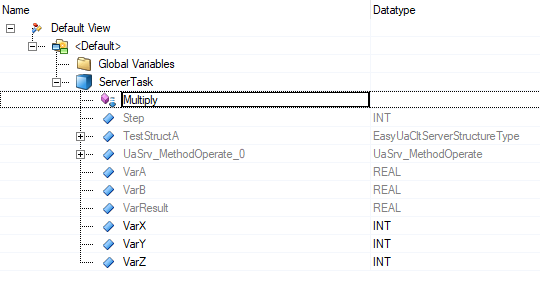 Name Datatype
Default View
<Default>
Global Variables
ServerTask
Multiply
Step INT
TestStructA EasyUaCltServerStructureType
UaSrv_MethodOperate_0 UaSrv_MethodOperate
VarA REAL
VarB REAL
VarResult REAL
VarX INT
VarY INT
VarZ INT